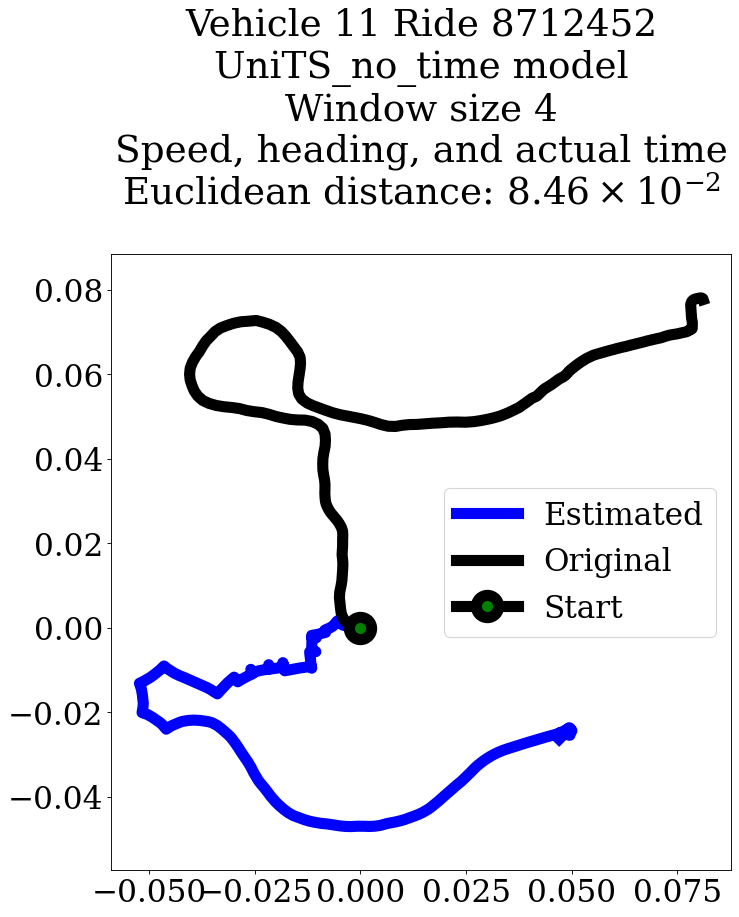 Vehicle 11 Ride 8712452
UniTS_no_time model
Window size 4
Speed, heading, and actual time
Euclidean distance: 8.46 × 10⁻²
0.08
0.06
0.04
0.02
0.00
−0.02
−0.04
Estimated
Original
Start
−0.050 −0.025 0.000 0.025 0.050 0.075